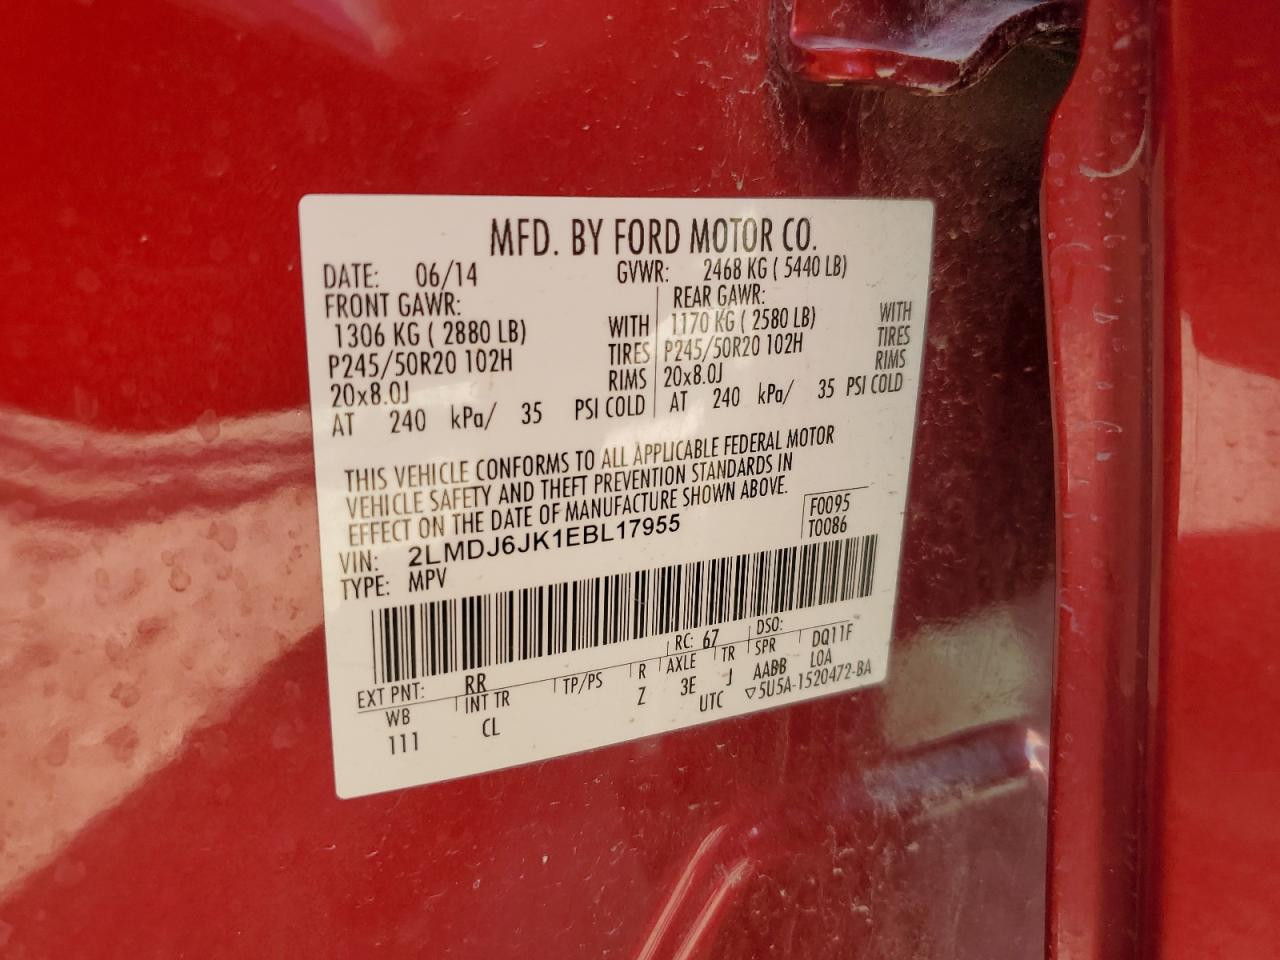 MFD. BY FORD MOTOR CO.
DATE: 06/14 GVWR: 2468 KG ( 5440 LB)
FRONT GAWR: REAR GAWR:
1306 KG ( 2880 LB) WITH 1170 KG ( 2580 LB) WITH
P245/50R20 102H TIRES P245/50R20 102H TIRES
20x8.0J RIMS 20x8.0J RIMS
AT 240 kPa/ 35 PSI COLD AT 240 kPa/ 35 PSI COLD
THIS VEHICLE CONFORMS TO ALL APPLICABLE FEDERAL MOTOR
VEHICLE SAFETY AND THEFT PREVENTION STANDARDS IN
EFFECT ON THE DATE OF MANUFACTURE SHOWN ABOVE.
F0095
VIN: 2LMDJ6JK1EBL17955 T0086
TYPE: MPV
EXT PNT: RR RC: 67 DSO:
WB INT TR TP/PS R AXLE TR SPR DQ11F
111 CL Z 3E J AABB L0A
UTC ▽5U5A-1520472-BA